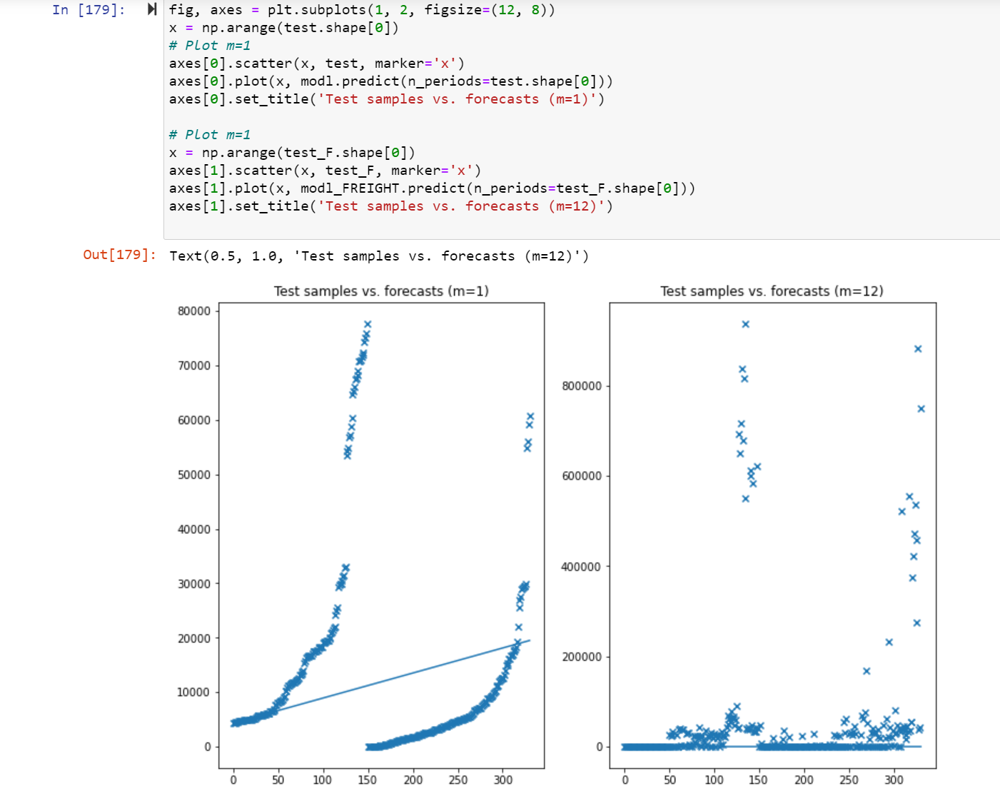 In [179]:
fig, axes = plt.subplots(1, 2, figsize=(12, 8))
x = np.arange(test.shape[0])
# Plot m=1
axes[0].scatter(x, test, marker='x')
axes[0].plot(x, modl.predict(n_periods=test.shape[0]))
axes[0].set_title('Test samples vs. forecasts (m=1)')
# Plot m=1
x = np.arange(test_F.shape[0])
axes[1].scatter(x, test_F, marker='x')
axes[1].plot(x, modl_FREIGHT.predict(n_periods=test_F.shape[0]))
axes[1].set_title('Test samples vs. forecasts (m=12)')
Out[179]: Text(0.5, 1.0, 'Test samples vs. forecasts (m=12)')
Test samples vs. forecasts (m=1)
80000
70000
60000
50000
40000
30000
20000
10000
0
0 50 100 150 200 250 300
Test samples vs. forecasts (m=12)
800000
600000
400000
200000
0
0 50 100 150 200 250 300